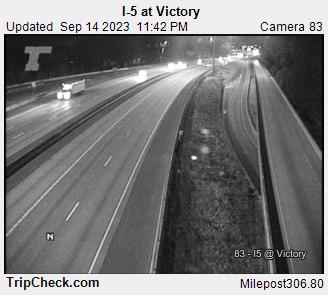 I-5 at Victory
Updated Sep 14 2023 11:42 PM Camera 83
T
N
83 - I5 @ Victory
TripCheck.com Milepost306.80